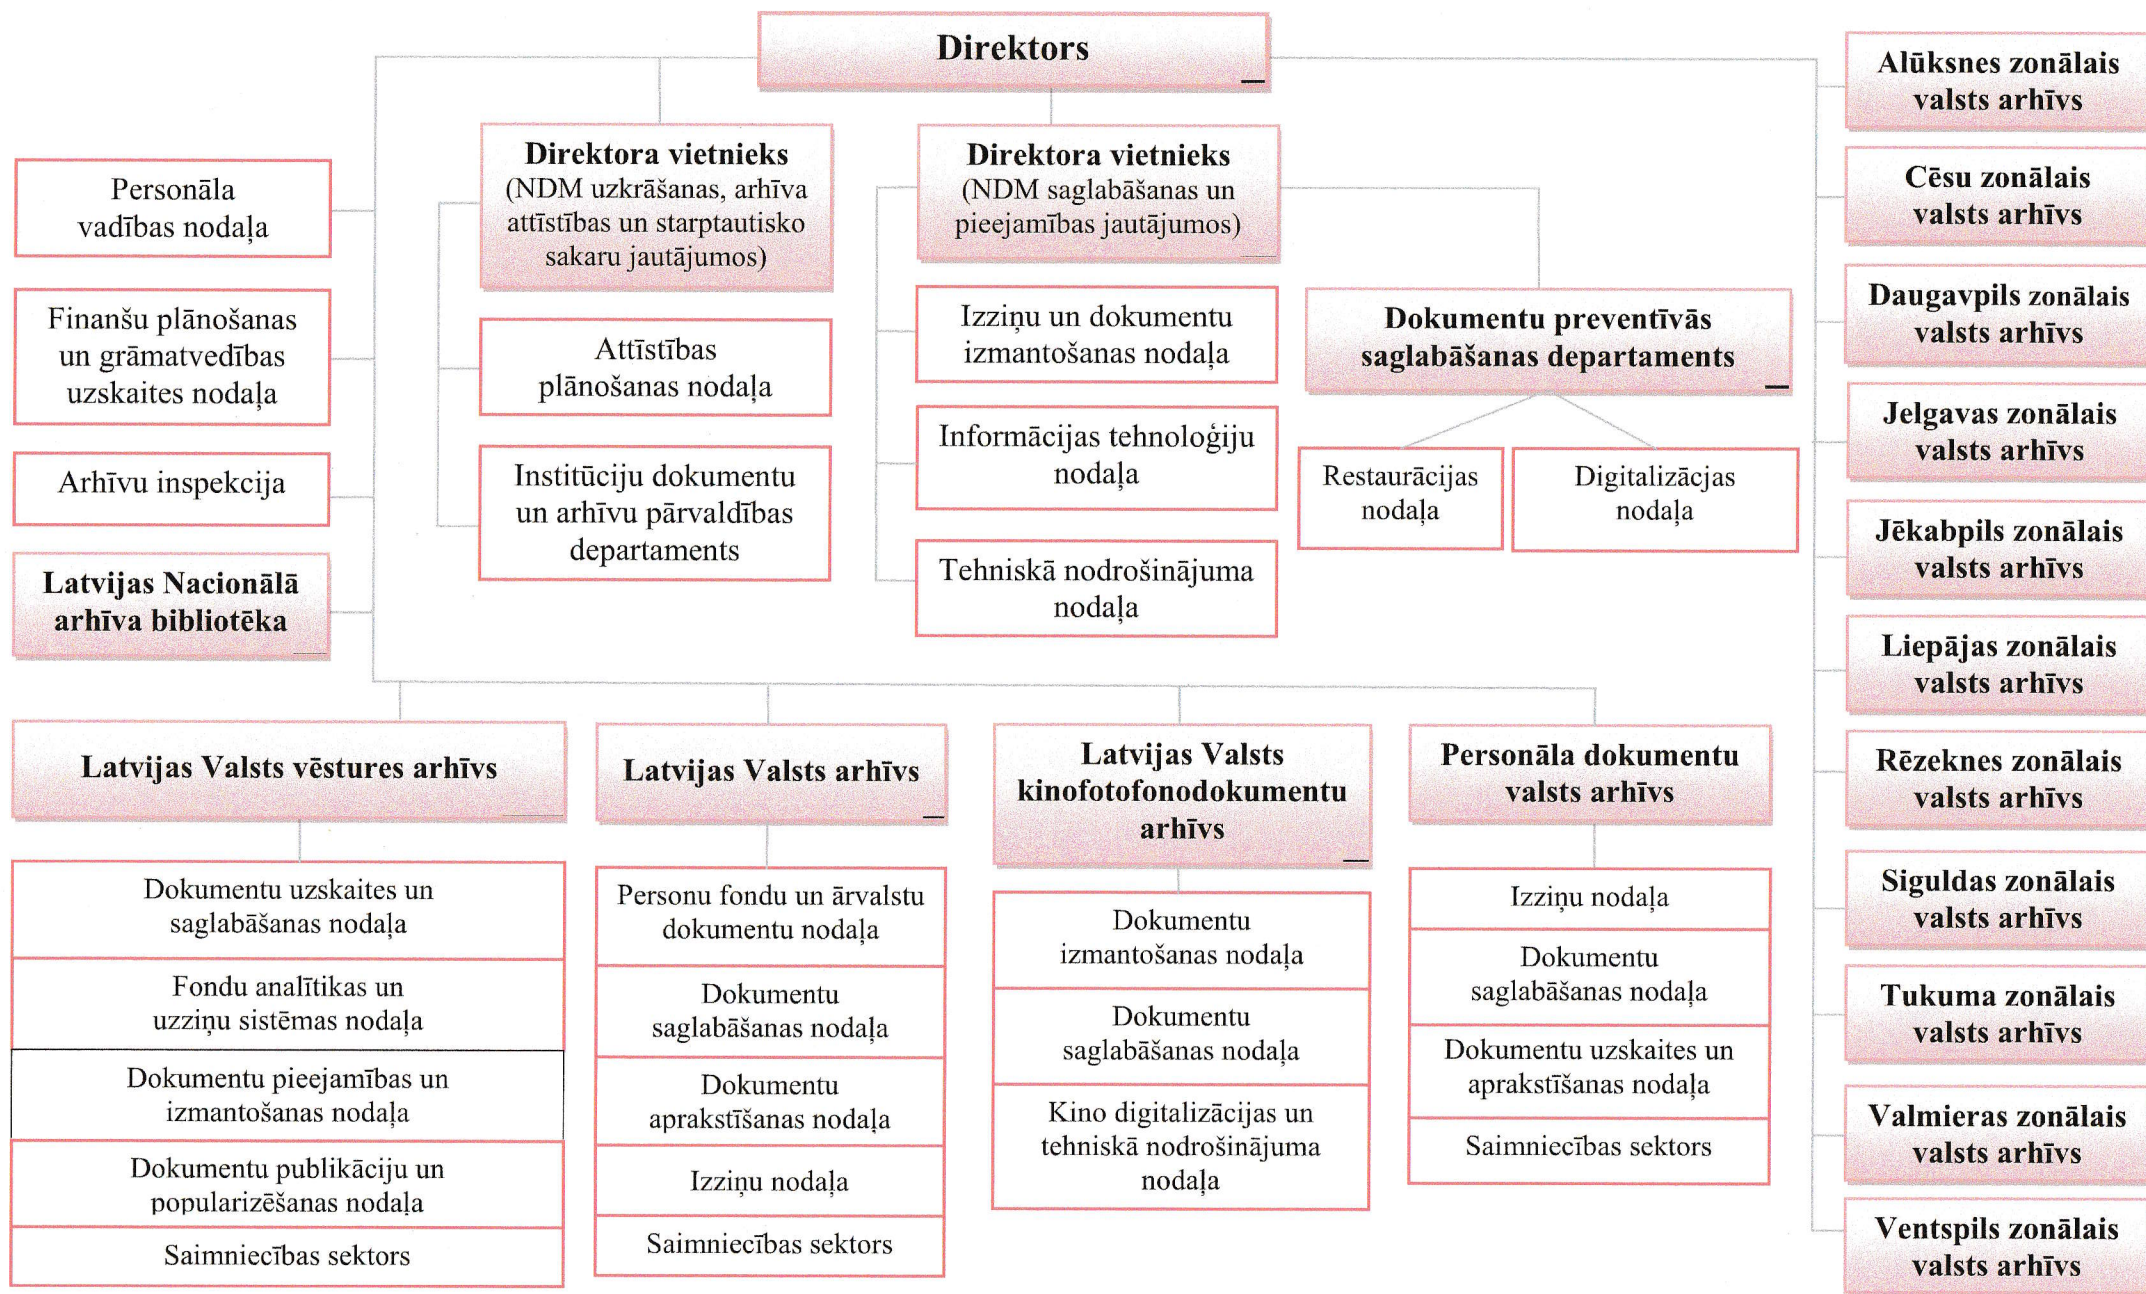 Direktors
Direktora vietnieks
(NDM uzkrāšanas, arhīva
attīstības un starptautisko
sakaru jautājumos)
Direktora vietnieks
(NDM saglabāšanas un
pieejamības jautājumos)
Personāla
vadības nodaļa
Finanšu plānošanas
un grāmatvedības
uzskaites nodaļa
Arhīvu inspekcija
Latvijas Nacionālā
arhīva bibliotēka
Attīstības
plānošanas nodaļa
Institūciju dokumentu
un arhīvu pārvaldības
departaments
Izziņu un dokumentu
izmantošanas nodaļa
Informācijas tehnoloģiju
nodaļa
Tehniskā nodrošinājuma
nodaļa
Dokumentu preventīvās
saglabāšanas departaments
Restaurācijas
nodaļa
Digitalizācjas
nodaļa
Latvijas Valsts vēstures arhīvs
Dokumentu uzskaites un
saglabāšanas nodaļa
Fondu analītikas un
uzziņu sistēmas nodaļa
Dokumentu pieejamības un
izmantošanas nodaļa
Dokumentu publikāciju un
popularizēšanas nodaļa
Saimniecības sektors
Latvijas Valsts arhīvs
Personu fondu un ārvalstu
dokumentu nodaļa
Dokumentu
saglabāšanas nodaļa
Dokumentu
aprakstīšanas nodaļa
Izziņu nodaļa
Saimniecības sektors
Latvijas Valsts
kinofotofonodokumentu
arhīvs
Dokumentu
izmantošanas nodaļa
Dokumentu
saglabāšanas nodaļa
Kino digitalizācijas un
tehniskā nodrošinājuma
nodaļa
Personāla dokumentu
valsts arhīvs
Izziņu nodaļa
Dokumentu
saglabāšanas nodaļa
Dokumentu uzskaites un
aprakstīšanas nodaļa
Saimniecības sektors
Alūksnes zonālais
valsts arhīvs
Cēsu zonālais
valsts arhīvs
Daugavpils zonālais
valsts arhīvs
Jelgavas zonālais
valsts arhīvs
Jēkabpils zonālais
valsts arhīvs
Liepājas zonālais
valsts arhīvs
Rēzeknes zonālais
valsts arhīvs
Siguldas zonālais
valsts arhīvs
Tukuma zonālais
valsts arhīvs
Valmieras zonālais
valsts arhīvs
Ventspils zonālais
valsts arhīvs